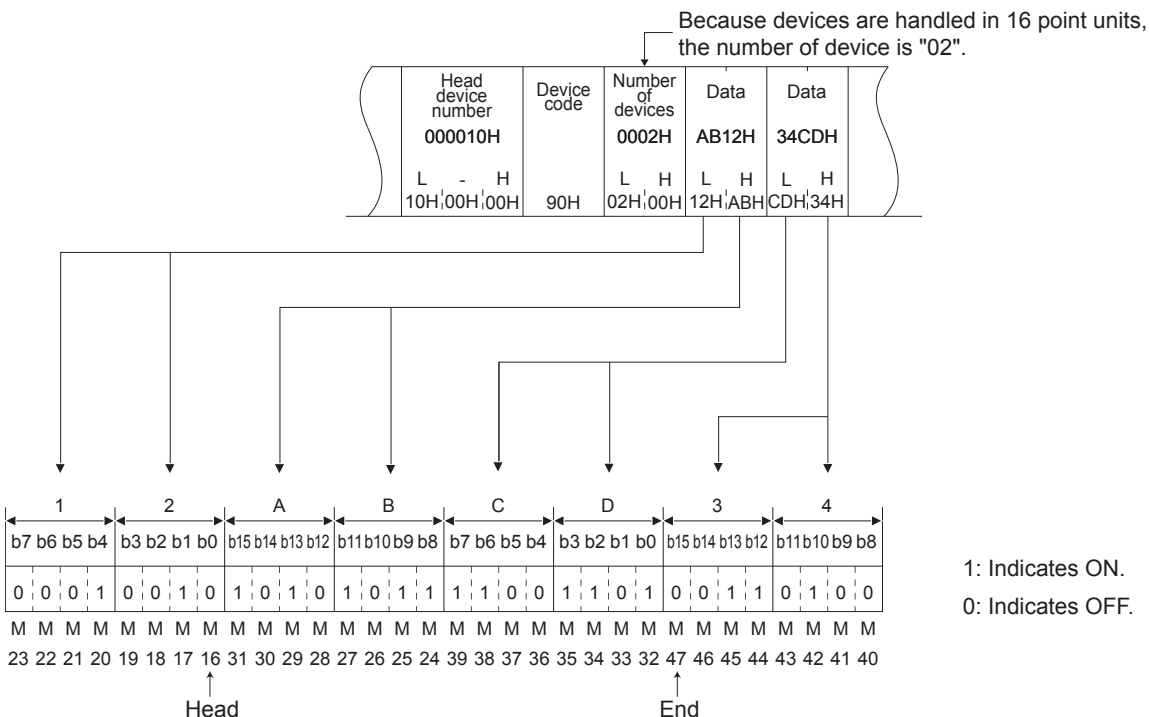 Because devices are handled in 16 point units,
the number of device is "02".
Head
device
number
000010H
L - H
10H 00H 00H
Device
code
90H
Number
of
devices
0002H
L H
02H 00H
Data
AB12H
L H
12H ABH
Data
34CDH
L H
CDH 34H
1 2 A B C D 3 4
b7 b6 b5 b4 b3 b2 b1 b0 b15 b14 b13 b12 b11 b10 b9 b8 b7 b6 b5 b4 b3 b2 b1 b0 b15 b14 b13 b12 b11 b10 b9 b8
0 0 0 1 0 0 1 0 1 0 1 0 1 0 1 1 1 1 0 0 1 1 0 1 0 0 1 1 0 1 0 0
M M M M M M M M M M M M M M M M M M M M M M M M M M M M M M M M
23 22 21 20 19 18 17 16 31 30 29 28 27 26 25 24 39 38 37 36 35 34 33 32 47 46 45 44 43 42 41 40
Head End
1: Indicates ON.
0: Indicates OFF.